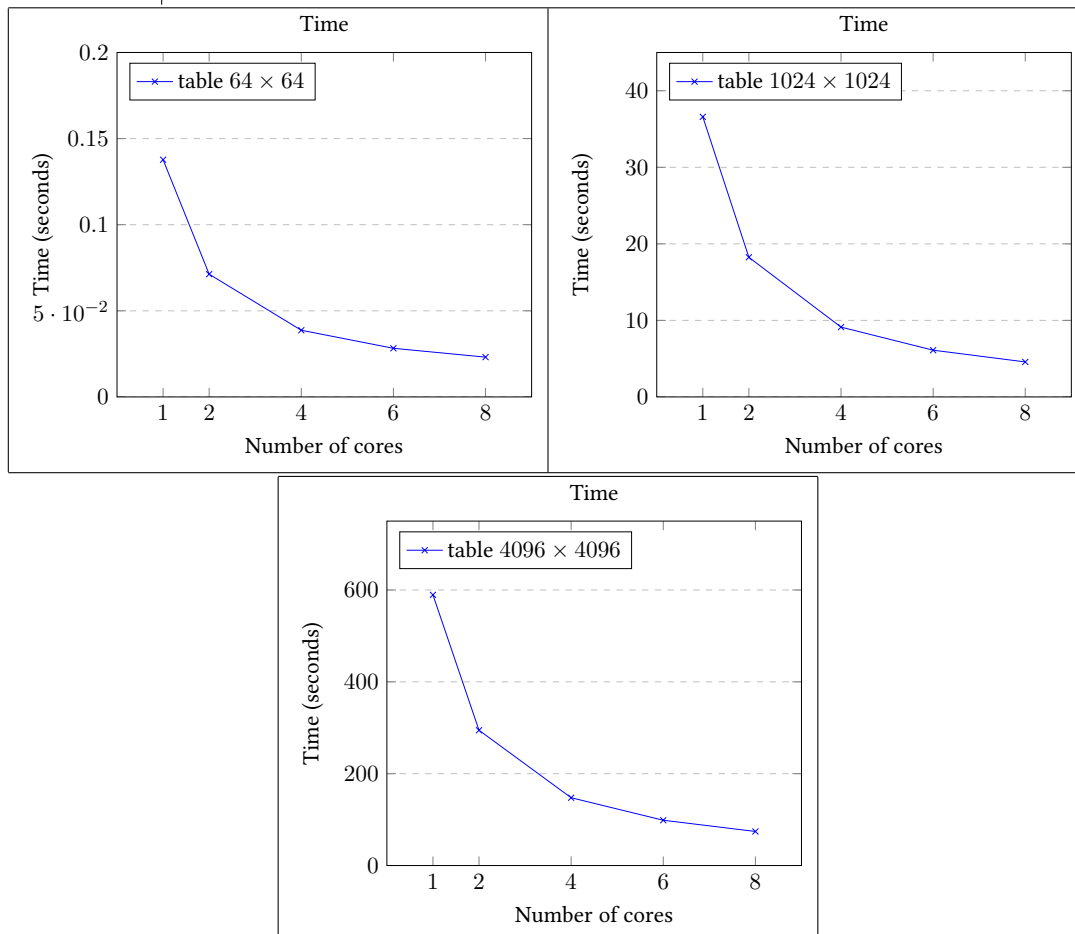 Time
table 64 × 64
0.2
0.15
0.1
5 · 10⁻²
0
Time (seconds)
1 2 4 6 8
Number of cores
Time
table 1024 × 1024
40
30
20
10
0
Time (seconds)
1 2 4 6 8
Number of cores
Time
table 4096 × 4096
600
400
200
0
Time (seconds)
1 2 4 6 8
Number of cores